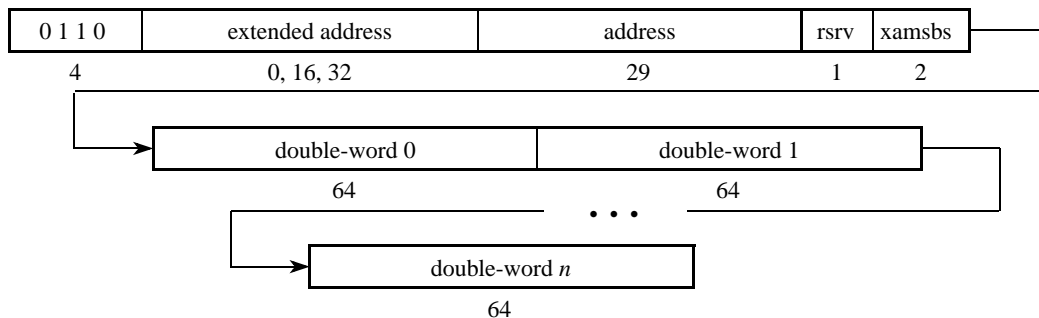 0 1 1 0 extended address address rsrv xamsbs
4 0, 16, 32 29 1 2
double-word 0 double-word 1
64 64
• • •
double-word n
64